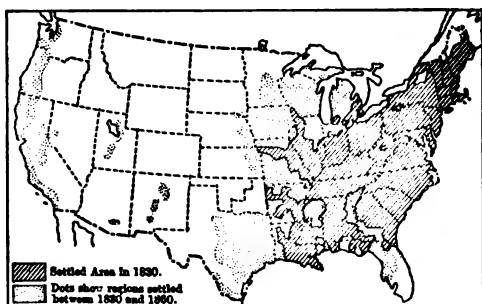 Settled Area in 1830.
Dots show regions settled
between 1830 and 1860.